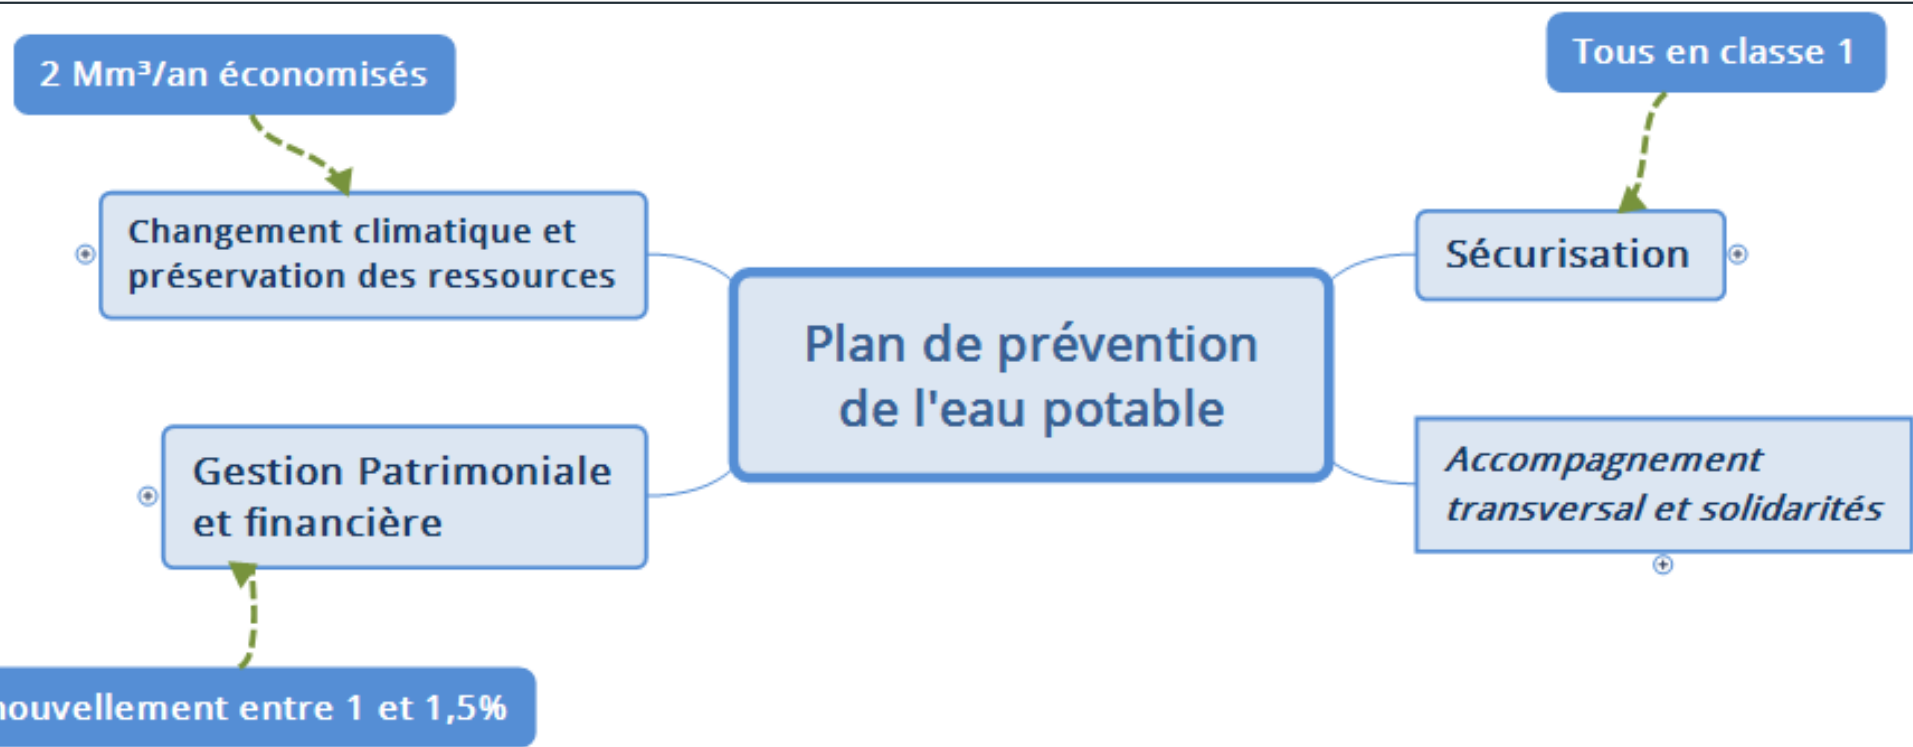 2 Mm³/an économisés
Tous en classe 1
Changement climatique et
préservation des ressources
Sécurisation
Plan de prévention
de l'eau potable
Gestion Patrimoniale
et financière
Accompagnement
transversal et solidarités
nouvellement entre 1 et 1,5%